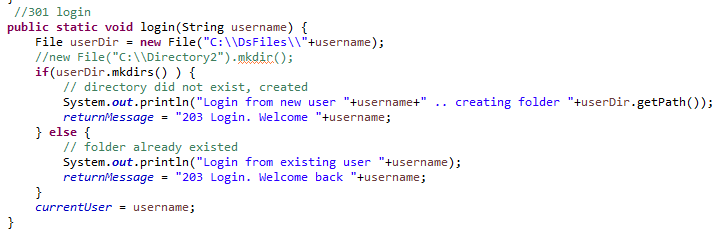 //301 login
public static void login(String username) {
File userDir = new File("C:\\DsFiles\\"+username);
//new File("C:\\Directory2").mkdir();
if(userDir.mkdirs() ) {
// directory did not exist, created
System.out.println("Login from new user "+username+" .. creating folder "+userDir.getPath());
returnMessage = "203 Login. Welcome "+username;
} else {
// folder already existed
System.out.println("Login from existing user "+username);
returnMessage = "203 Login. Welcome back "+username;
}
currentUser = username;
}